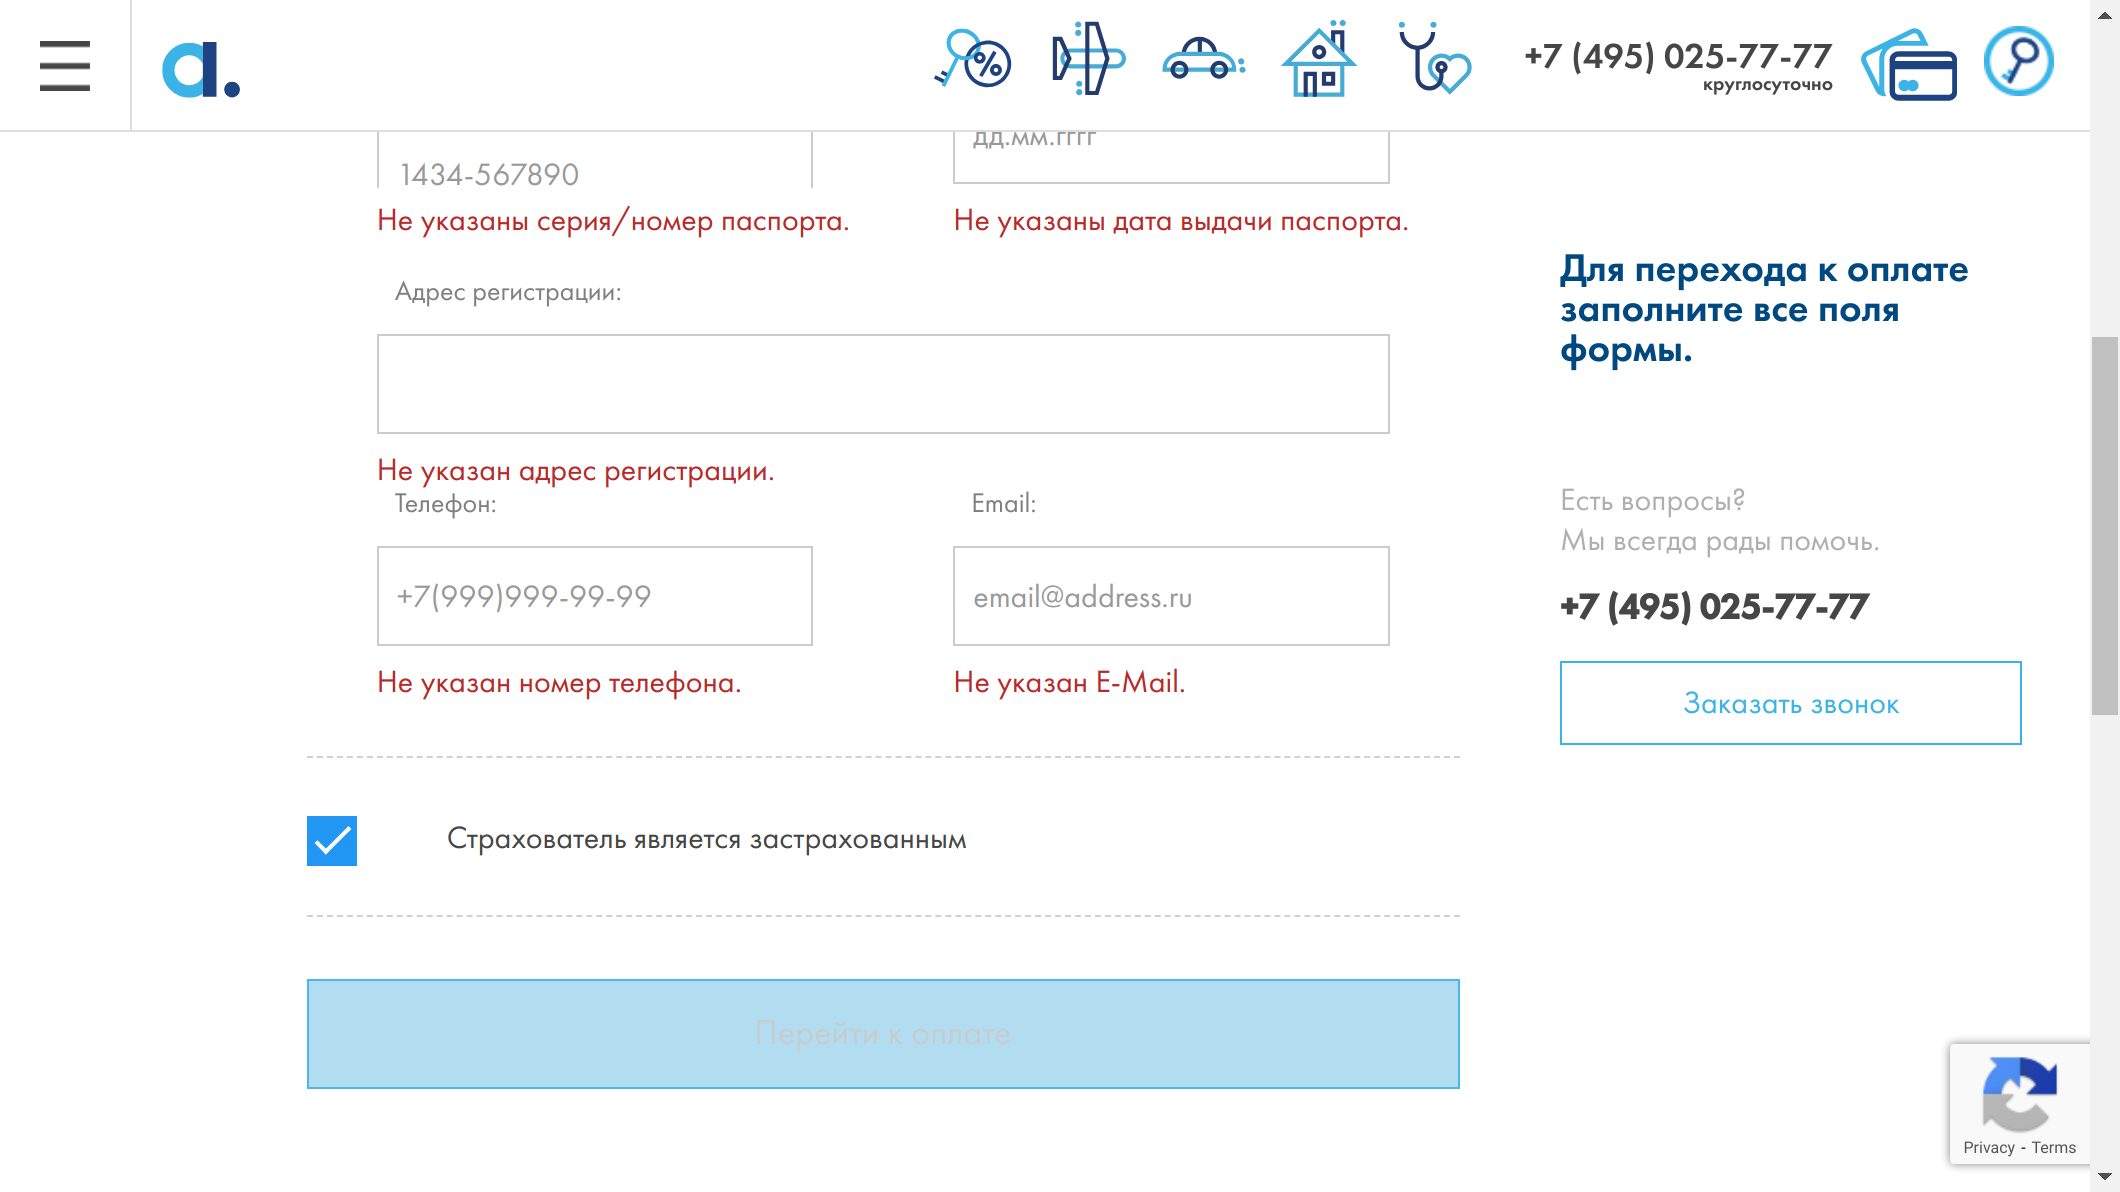 a.
+7 (495) 025-77-77
круглосуточно
1434-567890
дд.мм.гггг
Не указаны серия/номер паспорта.
Не указаны дата выдачи паспорта.
Адрес регистрации:
Не указан адрес регистрации.
Телефон:
Email:
+7(999)999-99-99
email@address.ru
Не указан номер телефона.
Не указан E-Mail.
Страхователь является застрахованным
Перейти к оплате
Для перехода к оплате
заполните все поля
формы.
Есть вопросы?
Мы всегда рады помочь.
+7 (495) 025-77-77
Заказать звонок
Privacy - Terms